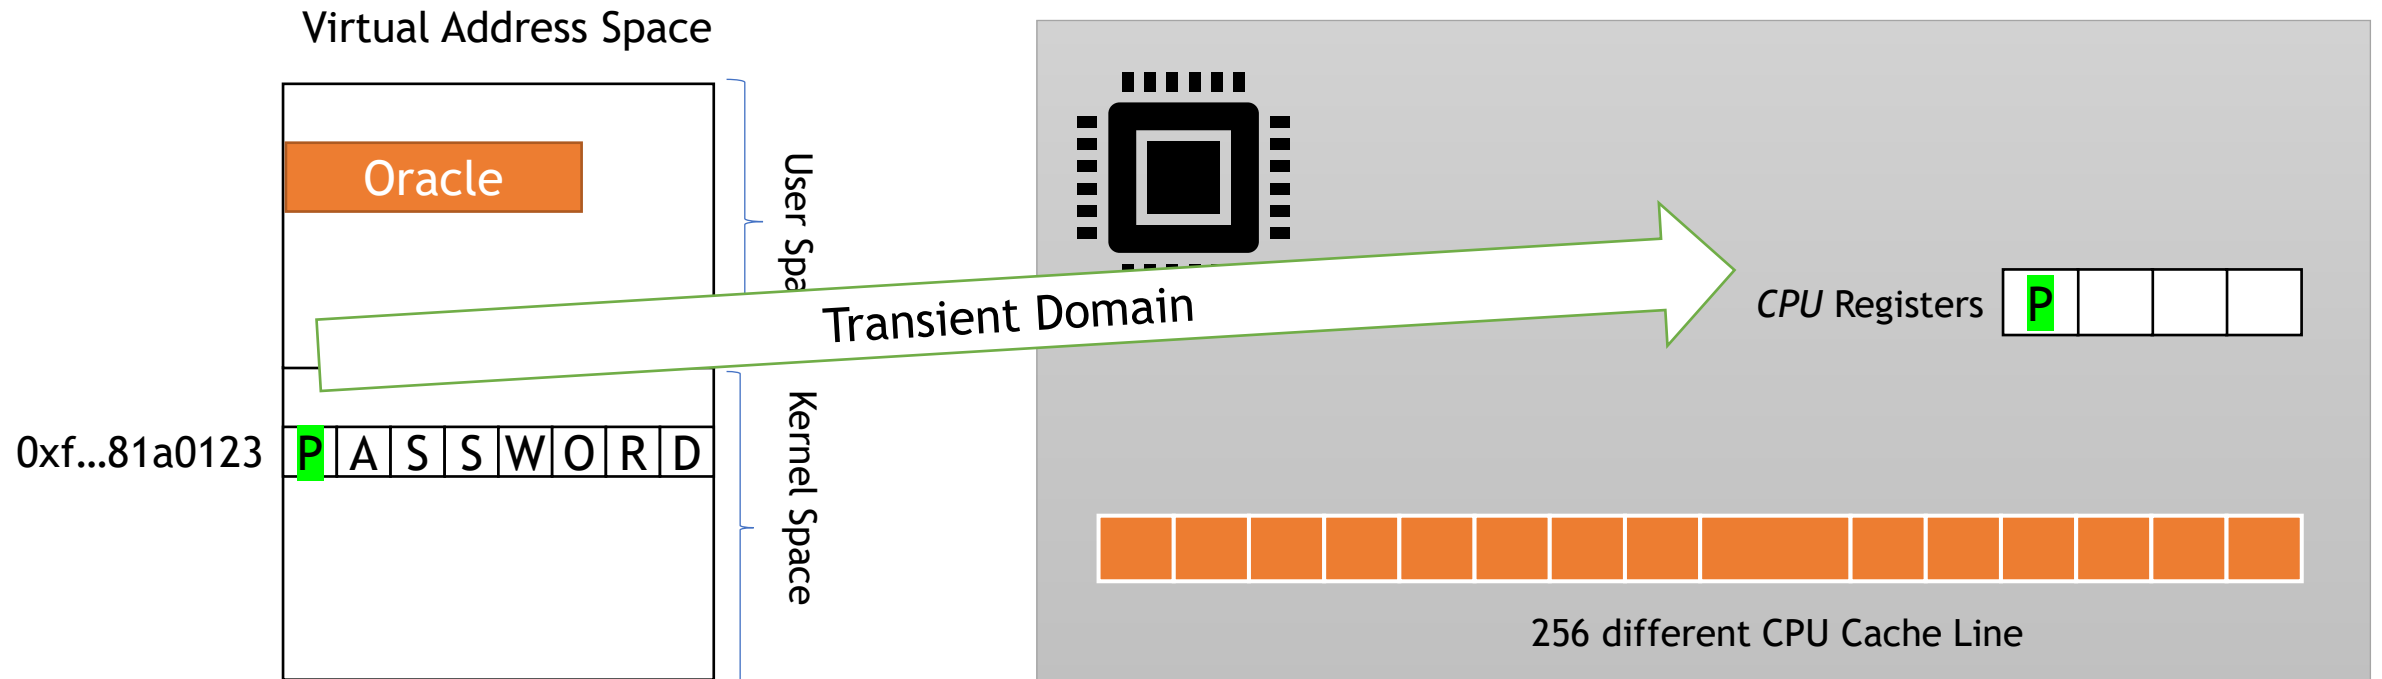 Virtual Address Space
Oracle
User Spa
Transient Domain
CPU Registers
P
0xf...81a0123
P A S S W O R D
Kernel Space
256 different CPU Cache Line